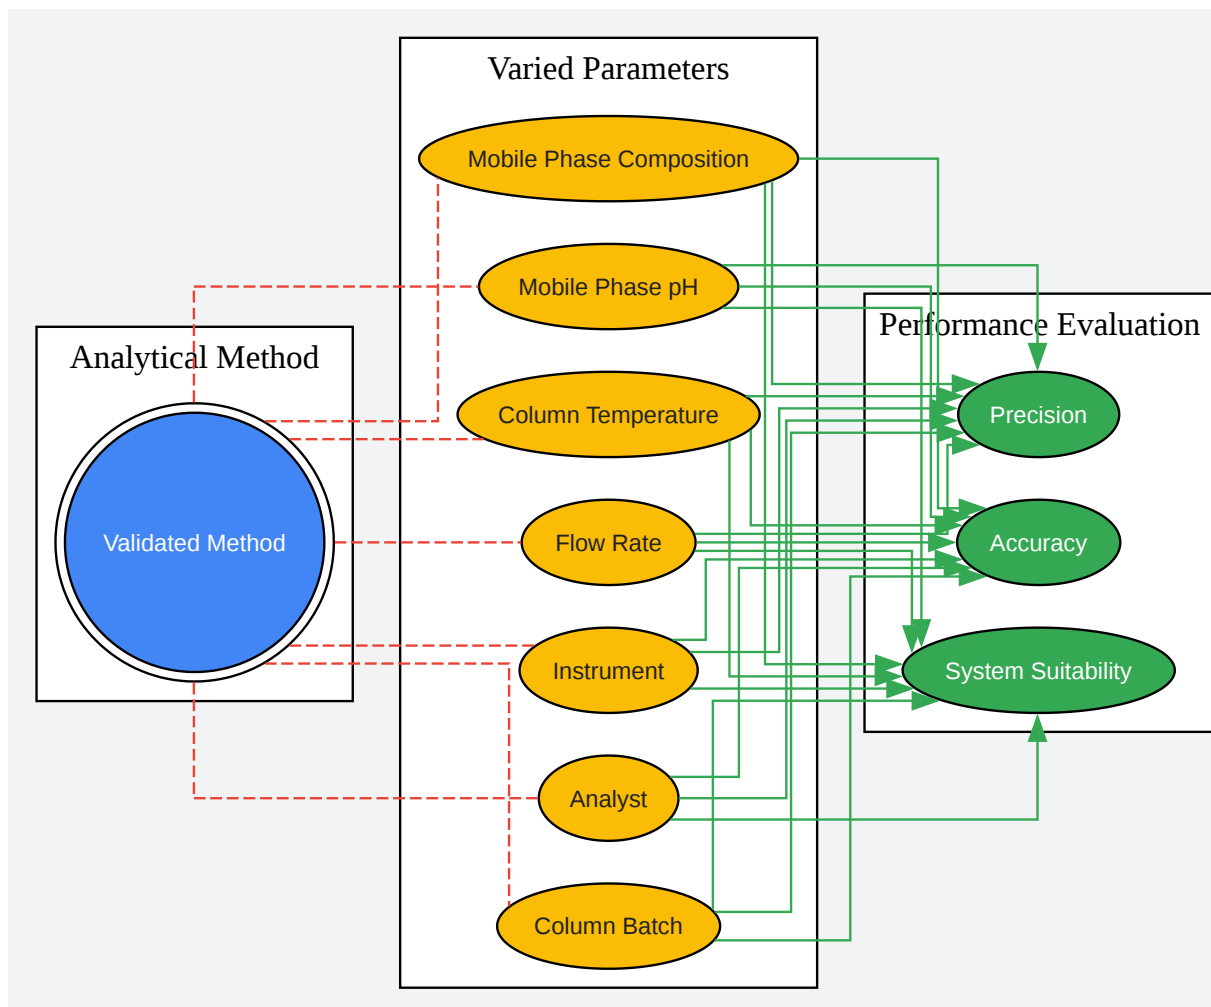 Varied Parameters
Mobile Phase Composition
Mobile Phase pH
Performance Evaluation
Analytical Method
Column Temperature
Precision
Validated Method
Flow Rate
Accuracy
Instrument
System Suitability
Analyst
Column Batch